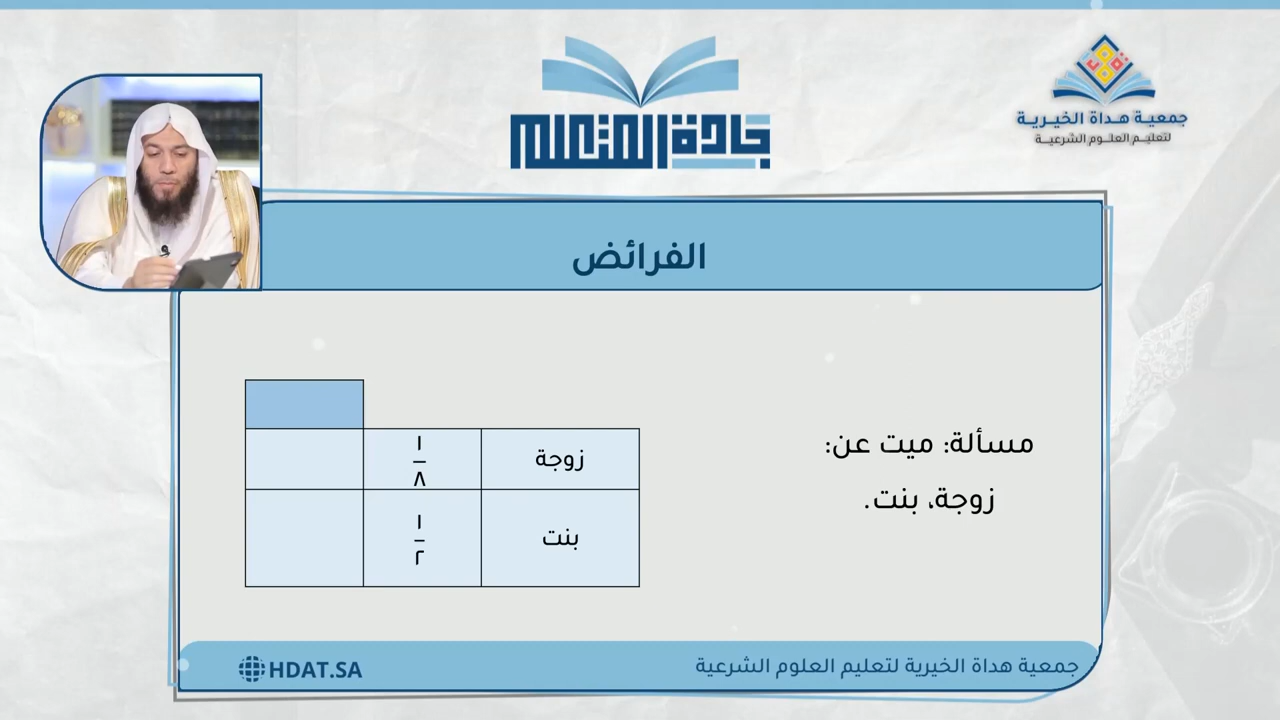 جادة المتعلم
جمعية هداة الخيرية
لتعليم العلوم الشرعية
الفرائض
مسألة: ميت عن:
زوجة، بنت.
زوجة ١/٨
بنت ١/٢
جمعية هداة الخيرية لتعليم العلوم الشرعية
HDAT.SA